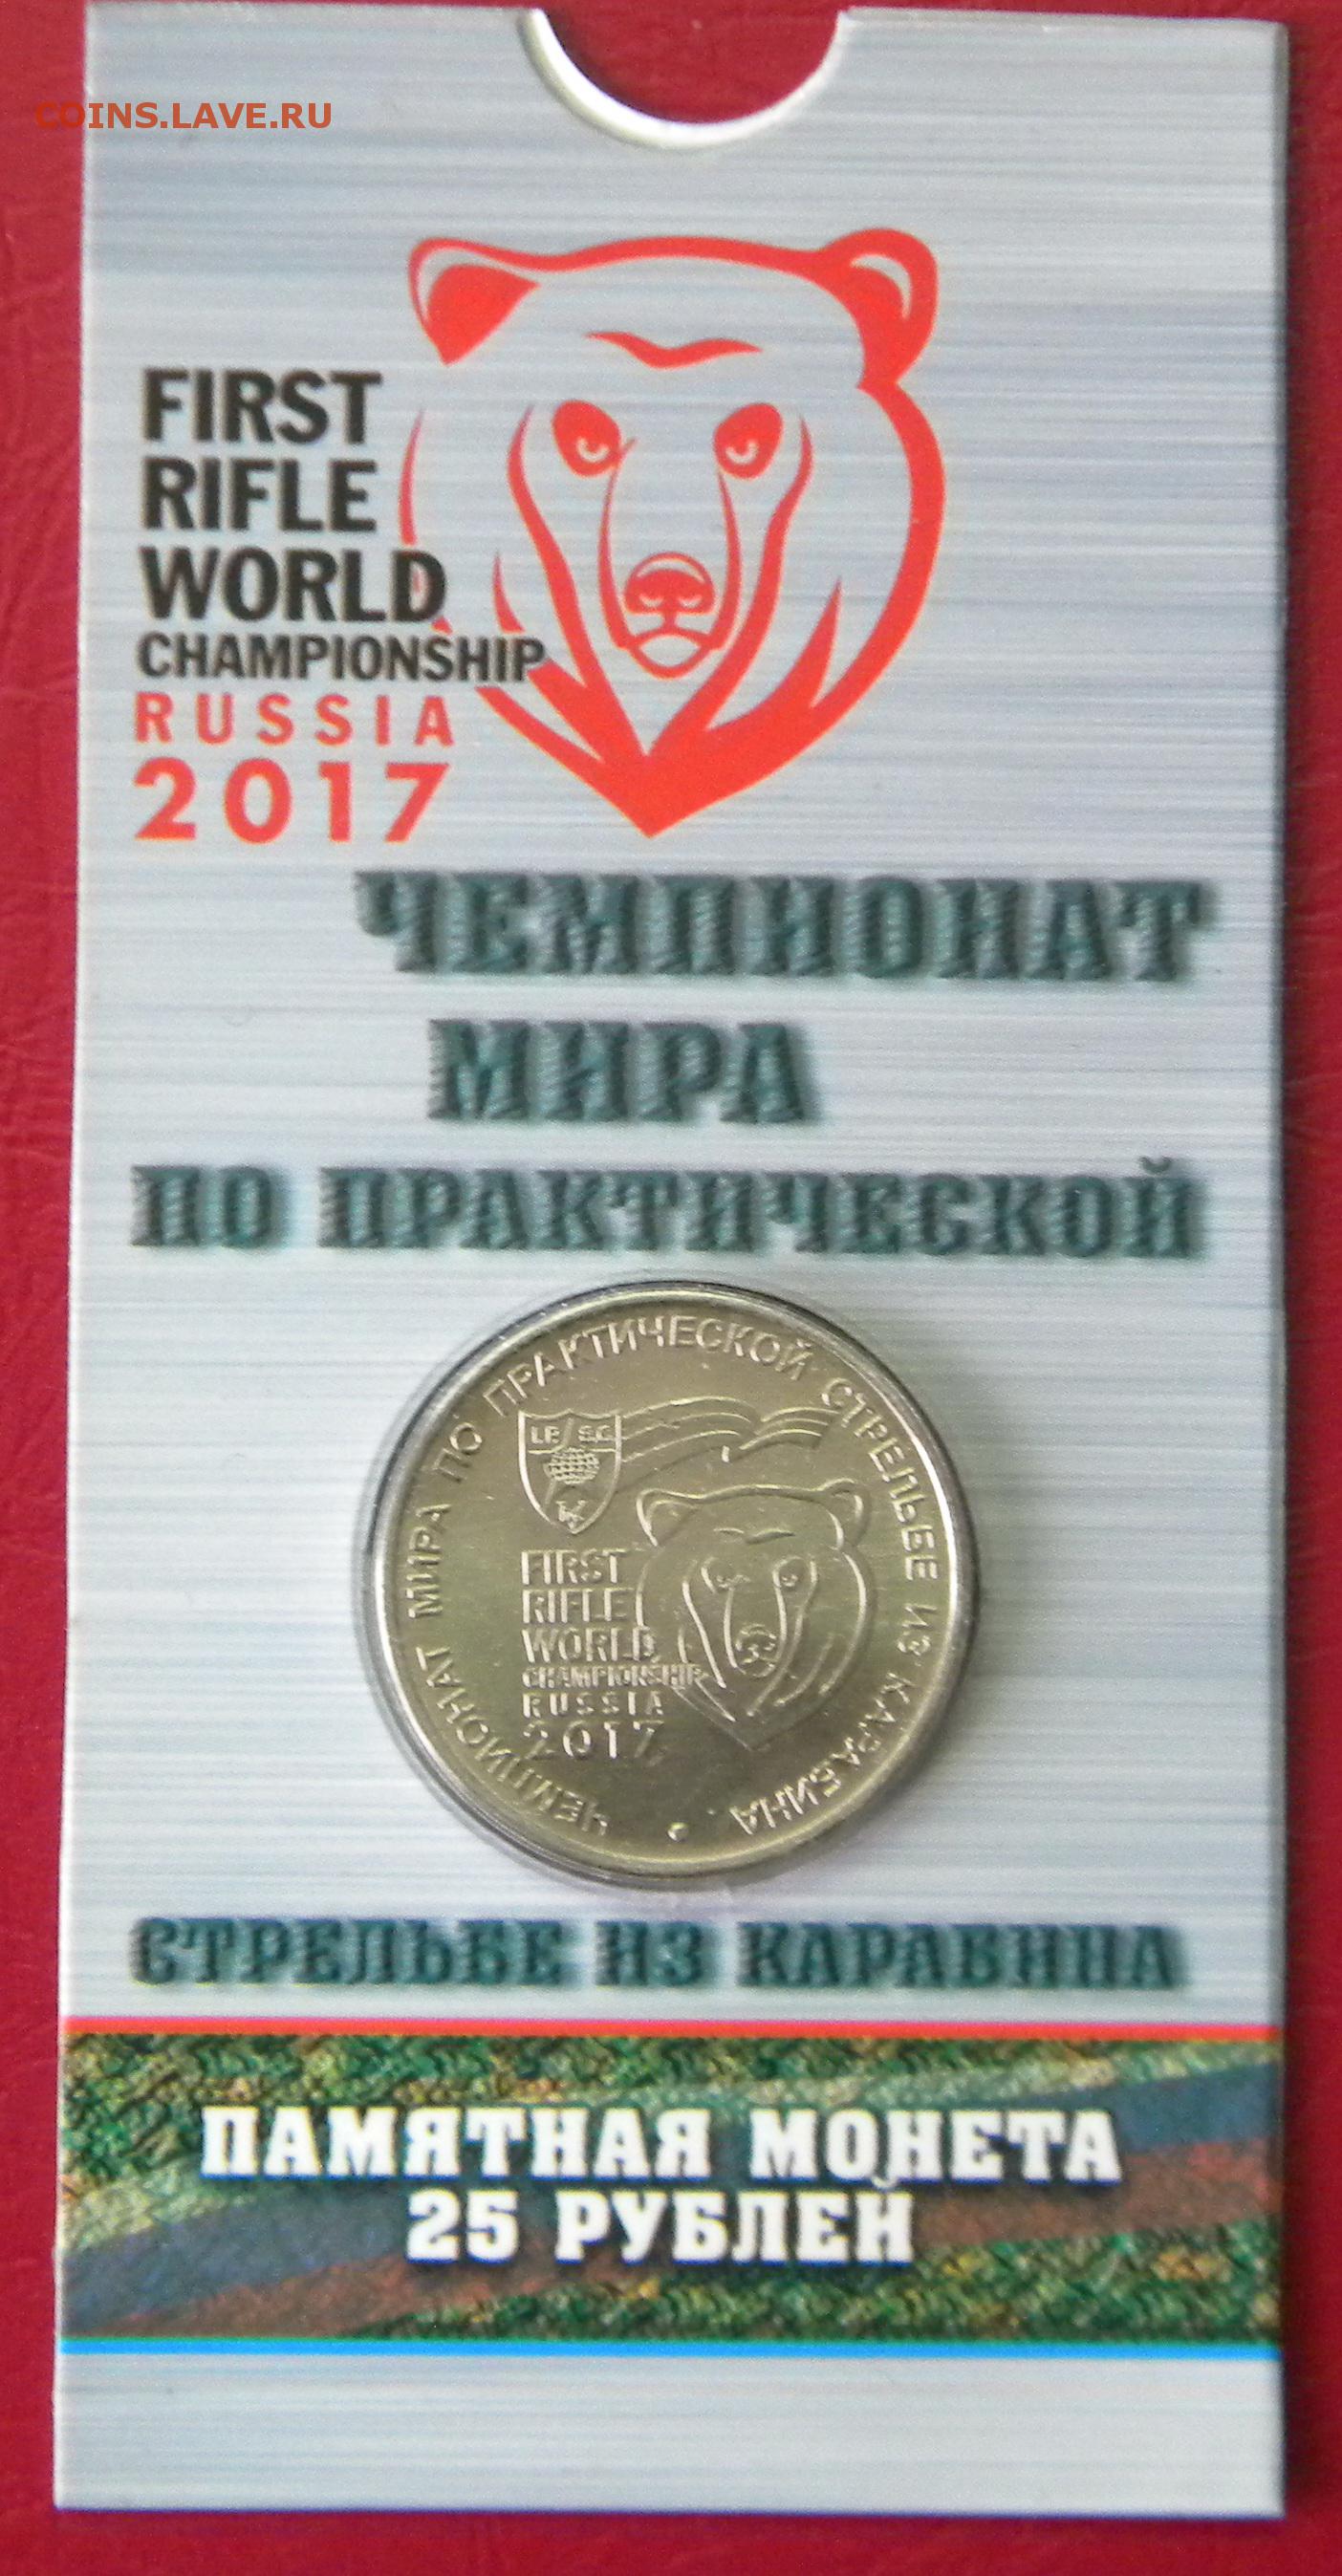 COINS.LAVE.RU
FIRST
RIFLE
WORLD
CHAMPIONSHIP
RUSSIA
2017
ЧЕМПИОНАТ
МИРА
ПО ПРАКТИЧЕСКОЙ
ЧЕМПИОНАТ МИРА ПО ПРАКТИЧЕСКОЙ СТРЕЛЬБЕ ИЗ КАРАБИНА
I.P.S.C.
FIRST
RIFLE
WORLD
CHAMPIONSHIP
RUSSIA
2017
СТРЕЛЬБЕ ИЗ КАРАБИНА
ПАМЯТНАЯ МОНЕТА
25 РУБЛЕЙ